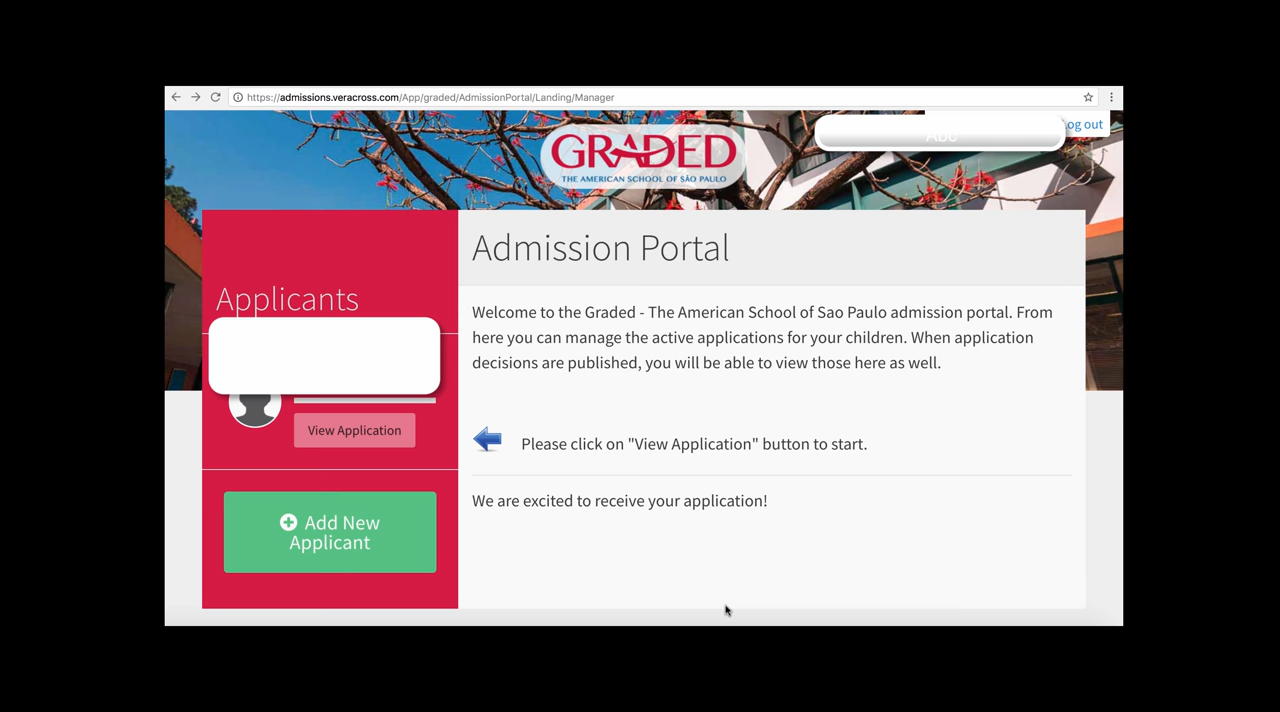 https://admissions.veracross.com/App/graded/AdmissionPortal/Landing/Manager
Abc
og out
GRADED
THE AMERICAN SCHOOL OF SÃO PAULO
Applicants
View Application
Add New
Applicant
Admission Portal
Welcome to the Graded - The American School of Sao Paulo admission portal. From
here you can manage the active applications for your children. When application
decisions are published, you will be able to view those here as well.
Please click on "View Application" button to start.
We are excited to receive your application!